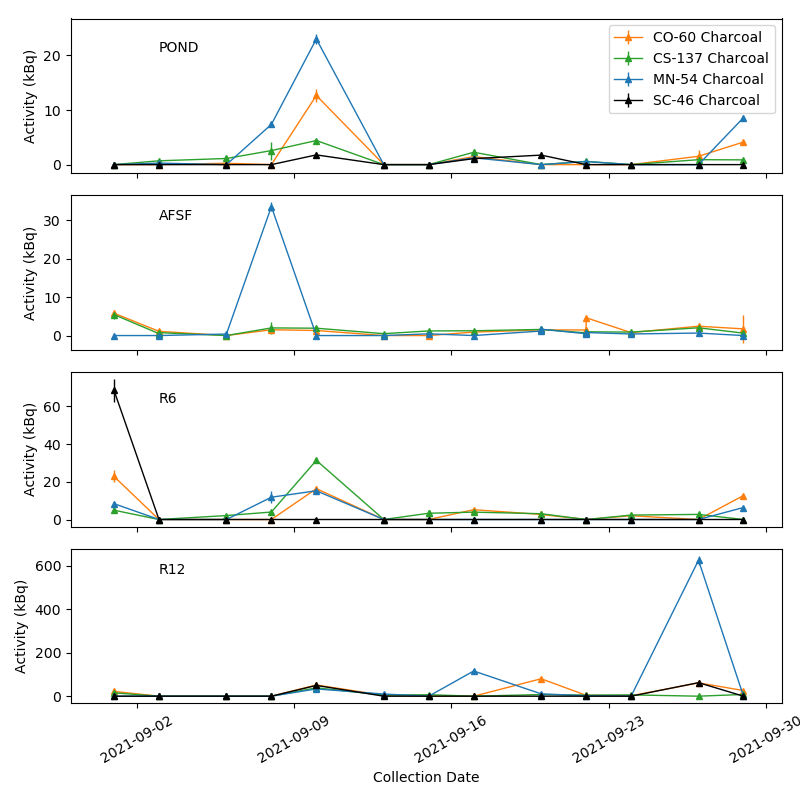 POND
CO-60 Charcoal
CS-137 Charcoal
MN-54 Charcoal
SC-46 Charcoal
Activity (kBq)
20
10
0
AFSF
Activity (kBq)
30
20
10
0
R6
Activity (kBq)
60
40
20
0
R12
Activity (kBq)
600
400
200
0
2021-09-02
2021-09-09
2021-09-16
2021-09-23
2021-09-30
Collection Date